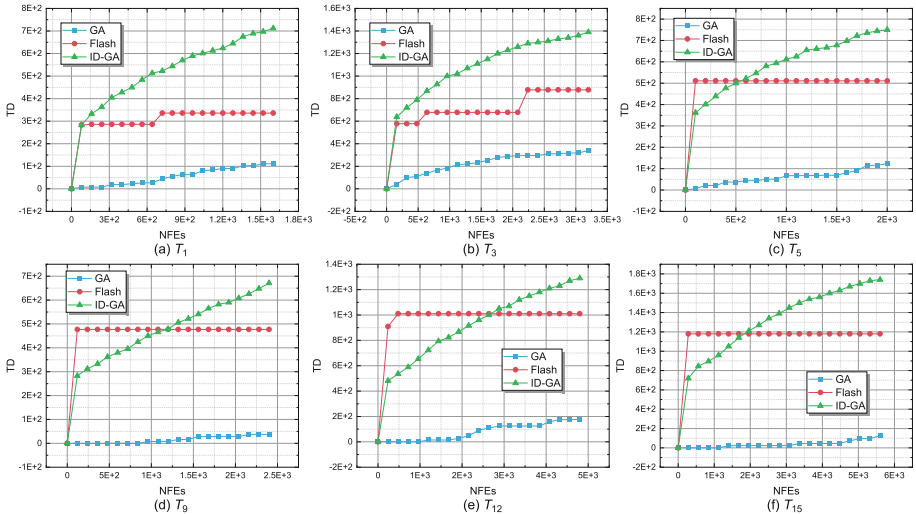 8E+2
7E+2
6E+2
5E+2
4E+2
3E+2
2E+2
1E+2
0
-1E+2
TD
GA
Flash
ID-GA
0
3E+2
6E+2
9E+2
1.2E+3
1.5E+3
1.8E+3
NFEs
(a) T1
1.6E+3
1.4E+3
1.2E+3
1E+3
8E+2
6E+2
4E+2
2E+2
0
-2E+2
TD
GA
Flash
ID-GA
-5E+2
0
5E+2
1E+3
1.5E+3
2E+3
2.5E+3
3E+3
3.5E+3
NFEs
(b) T3
8E+2
7E+2
6E+2
5E+2
4E+2
3E+2
2E+2
1E+2
0
-1E+2
TD
GA
Flash
ID-GA
0
5E+2
1E+3
1.5E+3
2E+3
NFEs
(c) T5
7E+2
6E+2
5E+2
4E+2
3E+2
2E+2
1E+2
0
-1E+2
TD
GA
Flash
ID-GA
0
5E+2
1E+3
1.5E+3
2E+3
2.5E+3
NFEs
(d) T9
1.4E+3
1.2E+3
1E+3
8E+2
6E+2
4E+2
2E+2
0
-2E+2
TD
GA
Flash
ID-GA
0
1E+3
2E+3
3E+3
4E+3
5E+3
NFEs
(e) T12
1.8E+3
1.6E+3
1.4E+3
1.2E+3
1E+3
8E+2
6E+2
4E+2
2E+2
0
-2E+2
TD
GA
Flash
ID-GA
0
1E+3
2E+3
3E+3
4E+3
5E+3
6E+3
NFEs
(f) T15